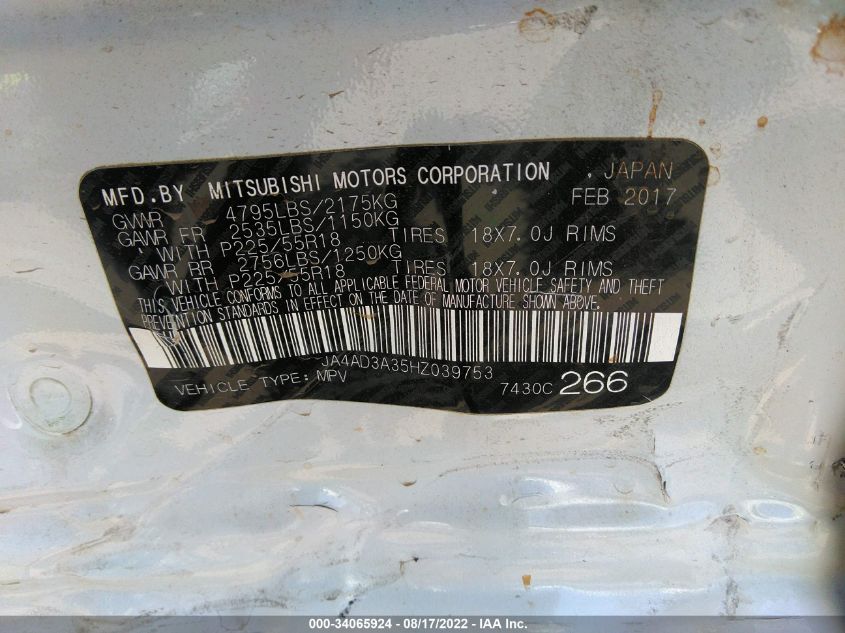 MFD.BY MITSUBISHI MOTORS CORPORATION , JAPAN
GVWR 4795LBS/2175KG FEB 2017
GAWR FR 2535LBS/1150KG
WITH P225/55R18 TIRES 18X7.0J RIMS
GAWR RR 2756LBS/1250KG
WITH P225/55R18 TIRES 18X7.0J RIMS
THIS VEHICLE CONFORMS TO ALL APPLICABLE FEDERAL MOTOR VEHICLE SAFETY AND THEFT
PREVENTION STANDARDS IN EFFECT ON THE DATE OF MANUFACTURE SHOWN ABOVE.
JA4AD3A35HZ039753
VEHICLE TYPE: MPV 7430C 266
000-34065924 - 08/17/2022 - IAA Inc.